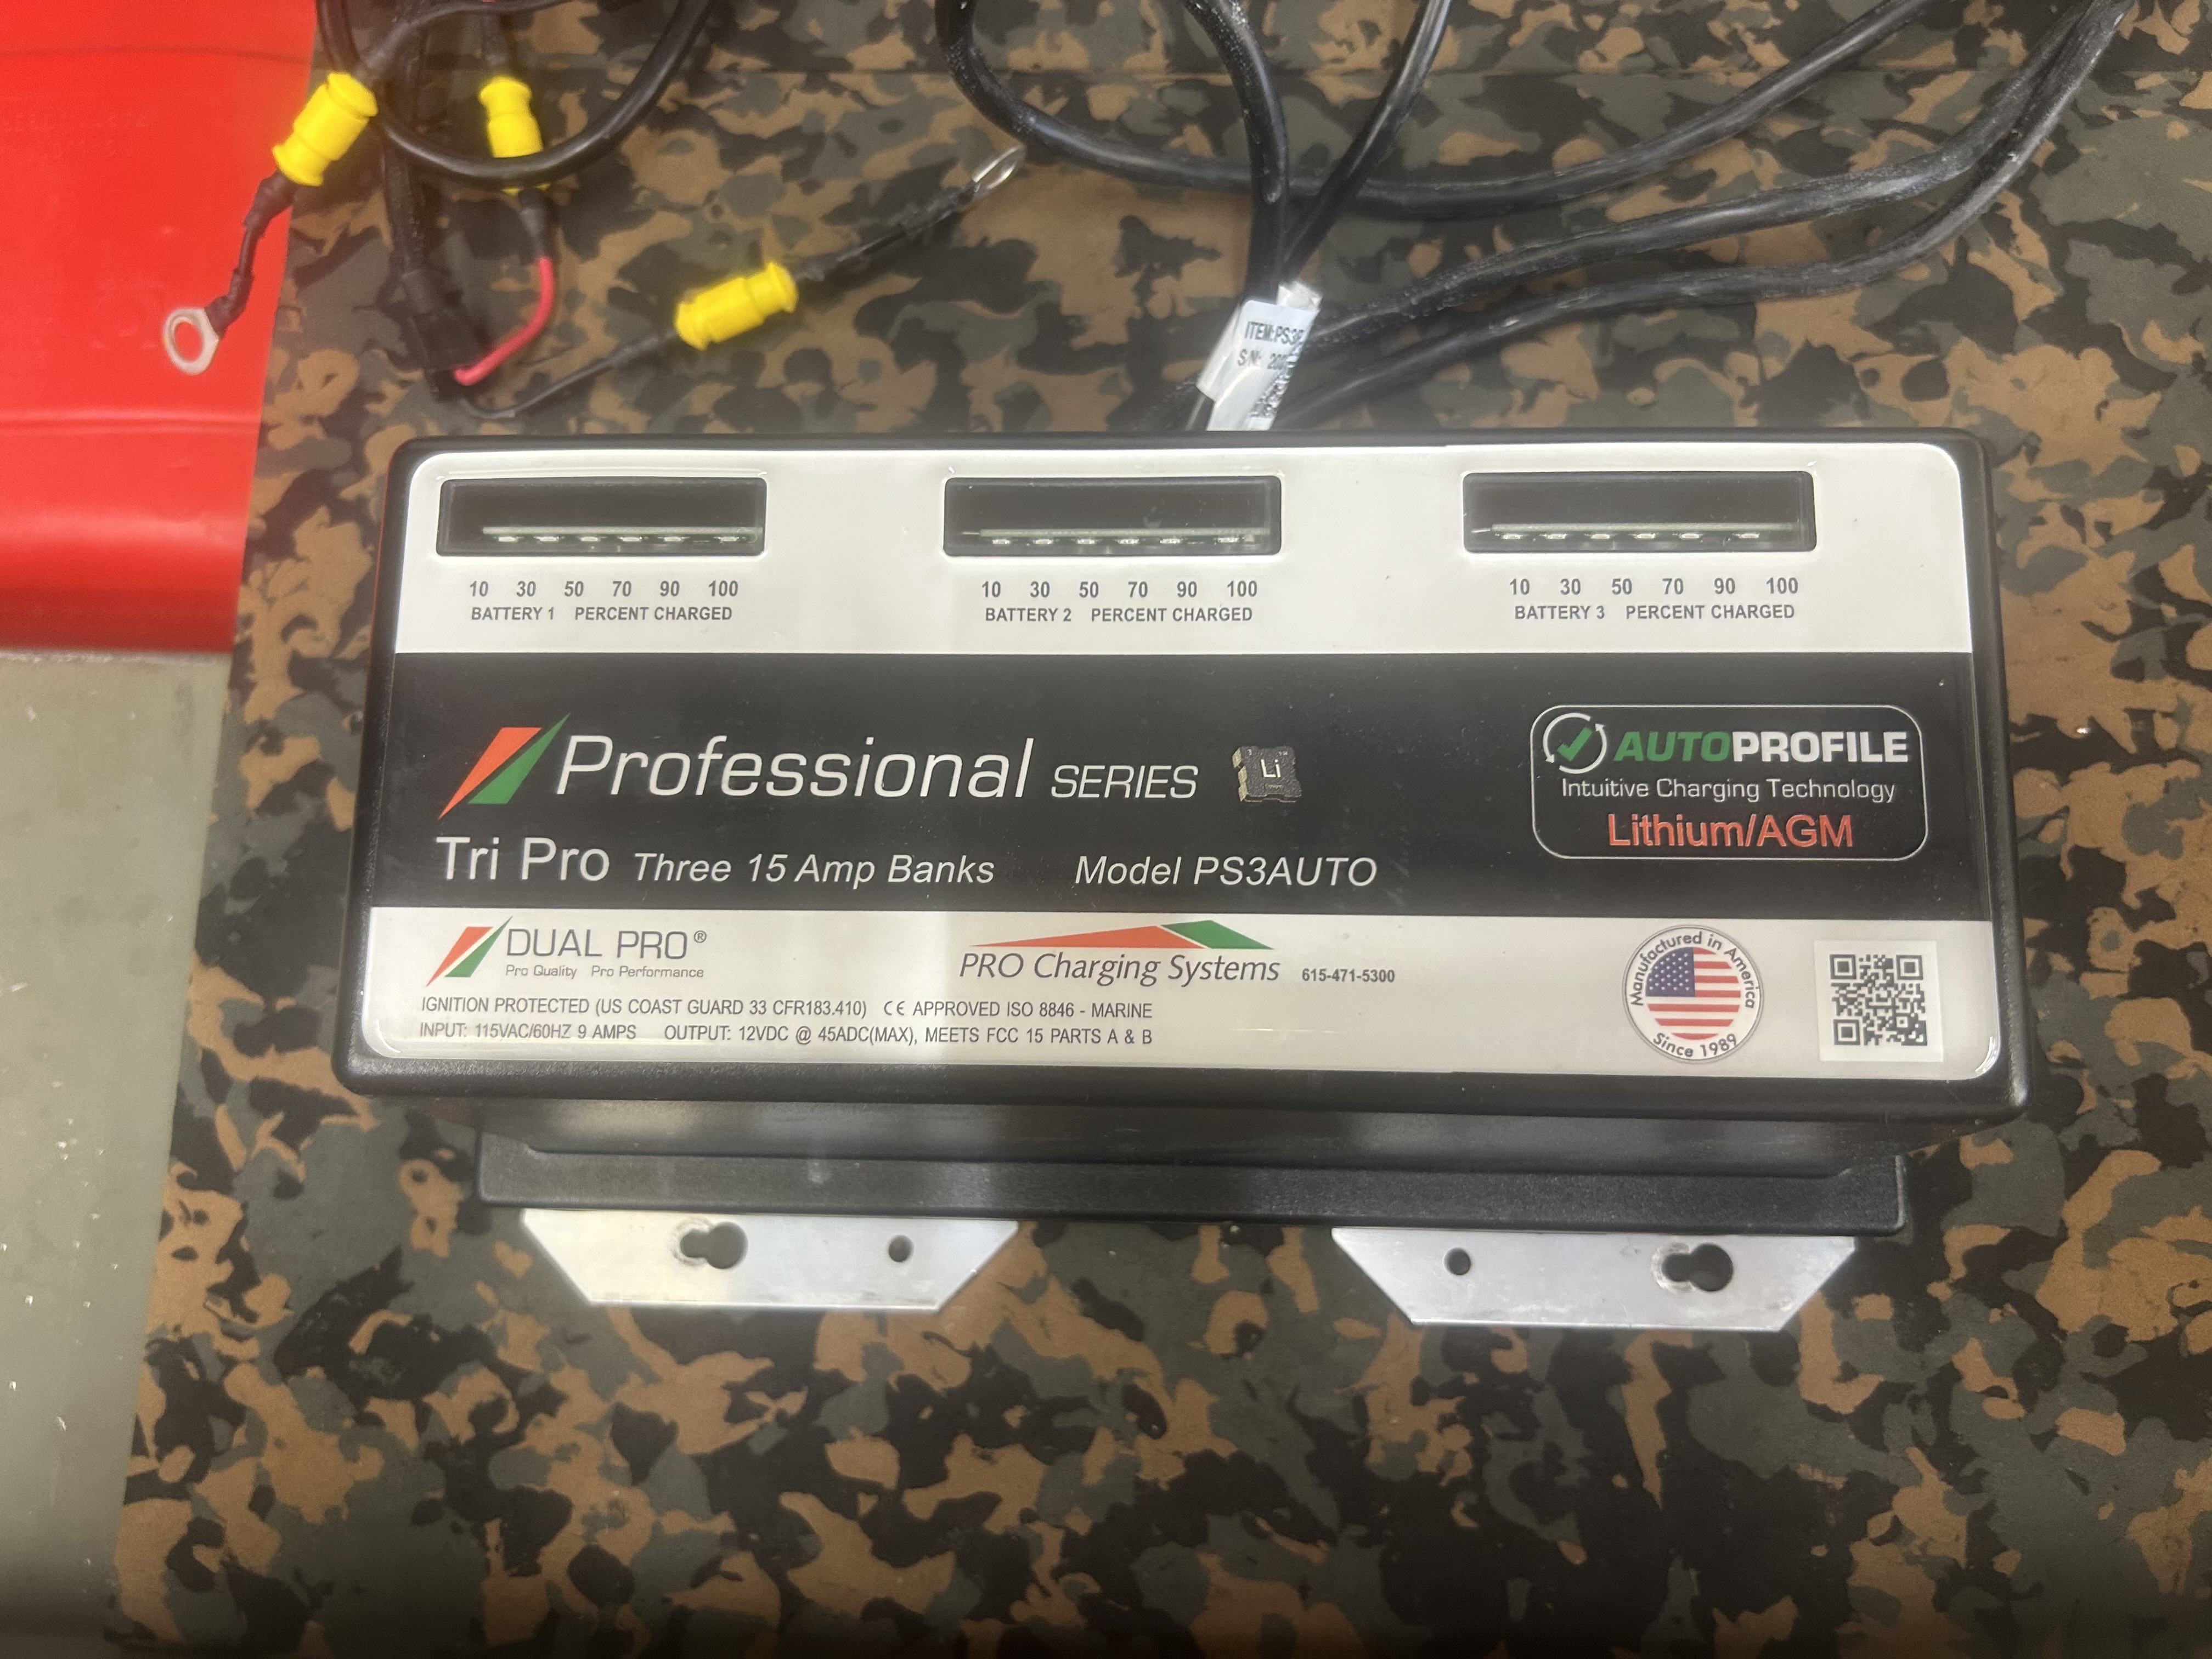 ITEM:PS3
S/N: 20
10 30 50 70 90 100
BATTERY 1 PERCENT CHARGED
10 30 50 70 90 100
BATTERY 2 PERCENT CHARGED
10 30 50 70 90 100
BATTERY 3 PERCENT CHARGED
Professional SERIES
Li
AUTOPROFILE
Intuitive Charging Technology
Lithium/AGM
Tri Pro Three 15 Amp Banks Model PS3AUTO
DUAL PRO®
Pro Quality Pro Performance
PRO Charging Systems 615-471-5300
IGNITION PROTECTED (US COAST GUARD 33 CFR183.410) CE APPROVED ISO 8846 - MARINE
INPUT: 115VAC/60HZ 9 AMPS OUTPUT: 12VDC @ 45ADC(MAX), MEETS FCC 15 PARTS A & B
Manufactured in America
Since 1989